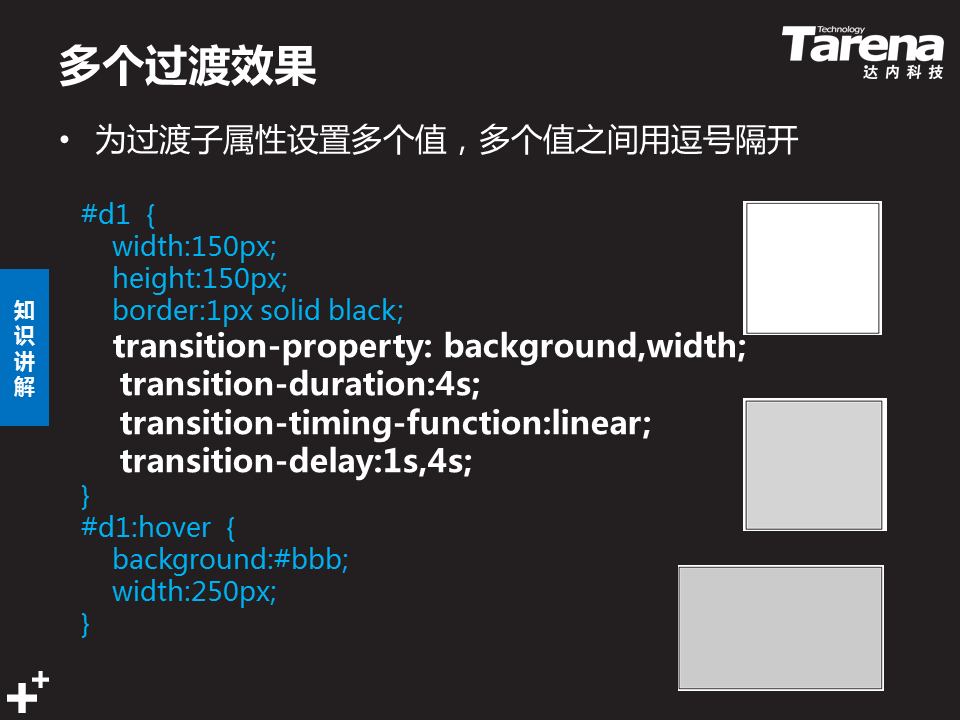 多个过渡效果
Technology
Tarena
达内科技
• 为过渡子属性设置多个值，多个值之间用逗号隔开
#d1 {
width:150px;
height:150px;
border:1px solid black;
transition-property: background,width;
transition-duration:4s;
transition-timing-function:linear;
transition-delay:1s,4s;
}
#d1:hover {
background:#bbb;
width:250px;
}
知
识
讲
解